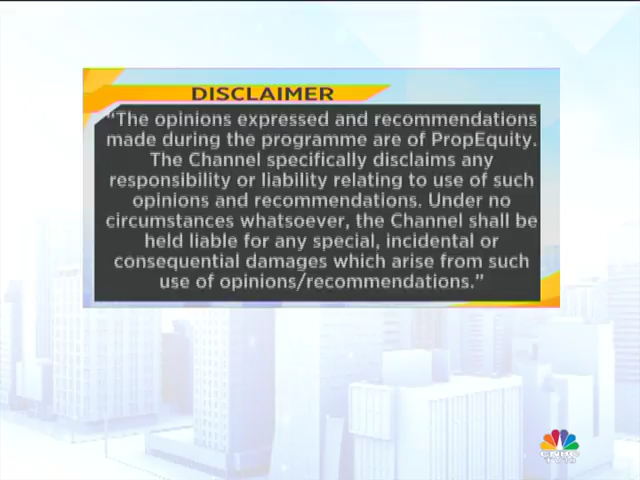 DISCLAIMER
"The opinions expressed and recommendations
made during the programme are of PropEquity.
The Channel specifically disclaims any
responsibility or liability relating to use of such
opinions and recommendations. Under no
circumstances whatsoever, the Channel shall be
held liable for any special, incidental or
consequential damages which arise from such
use of opinions/recommendations."
CNBC
TV18